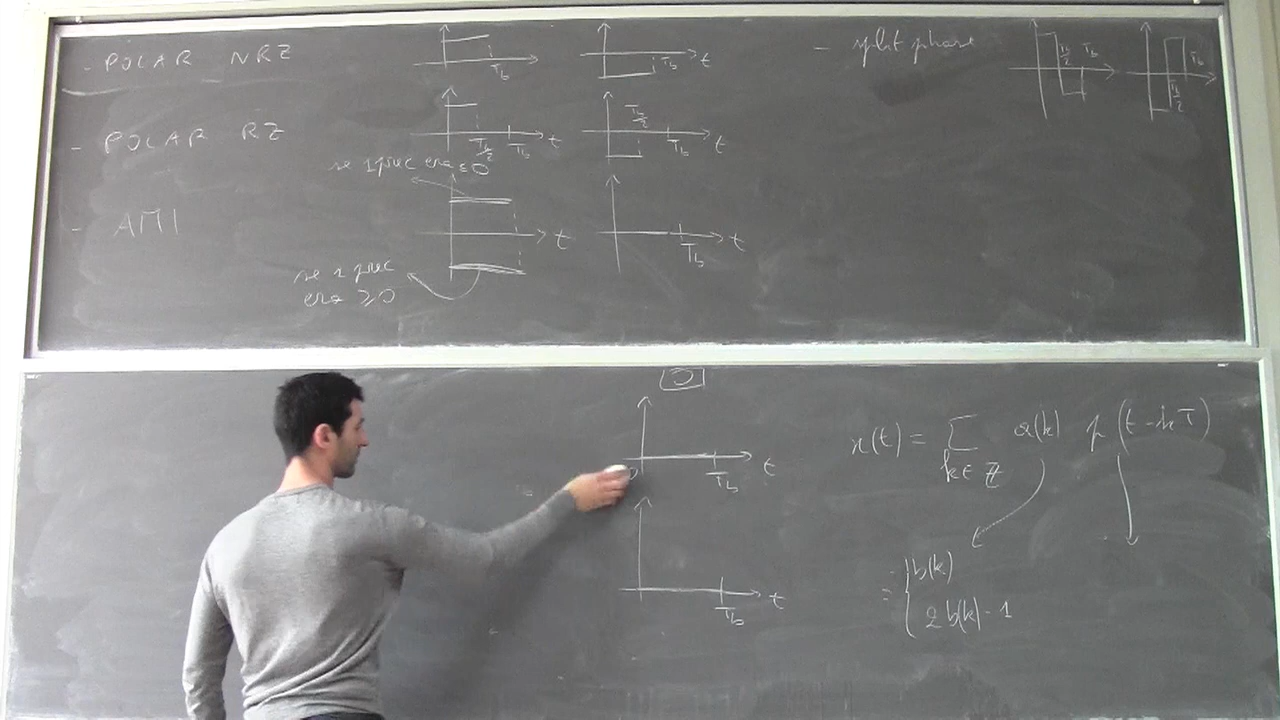 - POLAR NRZ
T_b
t
T_b
- POLAR RZ
T_b/2
T_b
t
T_b/2
T_b
t
- AMI
se 1 prec era ≤ 0
t
se 1 prec
era ≥ 0
T_b
t
- split phase
T_b/2
T_b
T_b/2
T_b
0
T_b
t
T_b
t
x(t) = Σ a(k) p(t - kT)
k ∈ Z
= { b(k)
2b(k) - 1